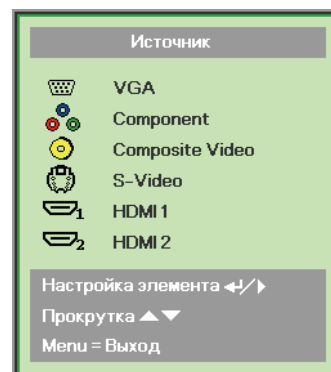 Источник
VGA
Component
Composite Video
S-Video
HDMI 1
HDMI 2
Настройка элемента
Прокрутка
Menu = Выход